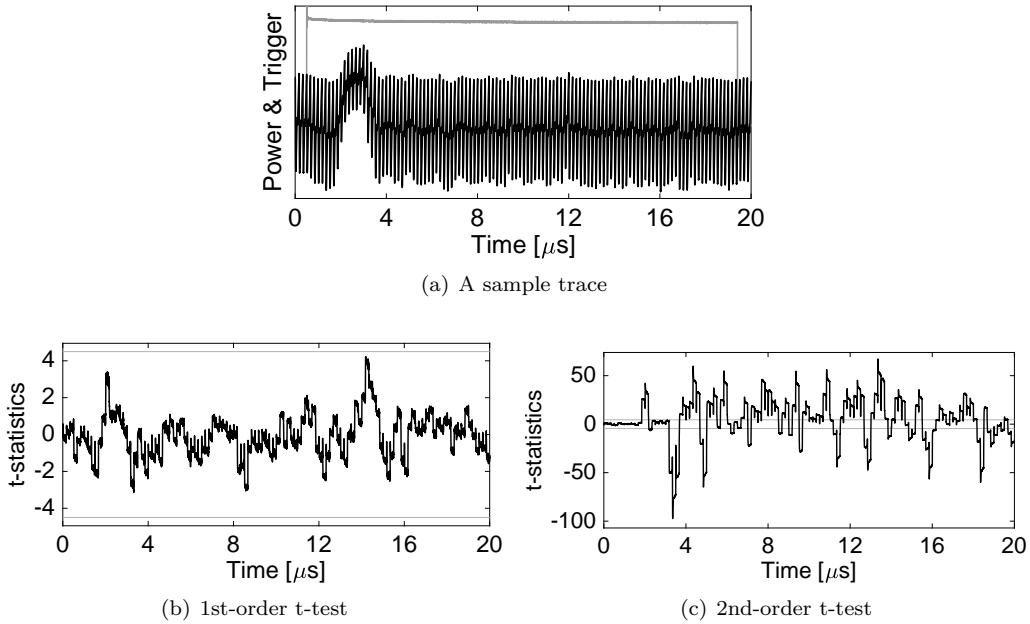 Power & Trigger
0 4 8 12 16 20
Time [μs]
(a) A sample trace
t-statistics
4
2
0
-2
-4
0 4 8 12 16 20
Time [μs]
(b) 1st-order t-test
t-statistics
50
0
-50
-100
0 4 8 12 16 20
Time [μs]
(c) 2nd-order t-test